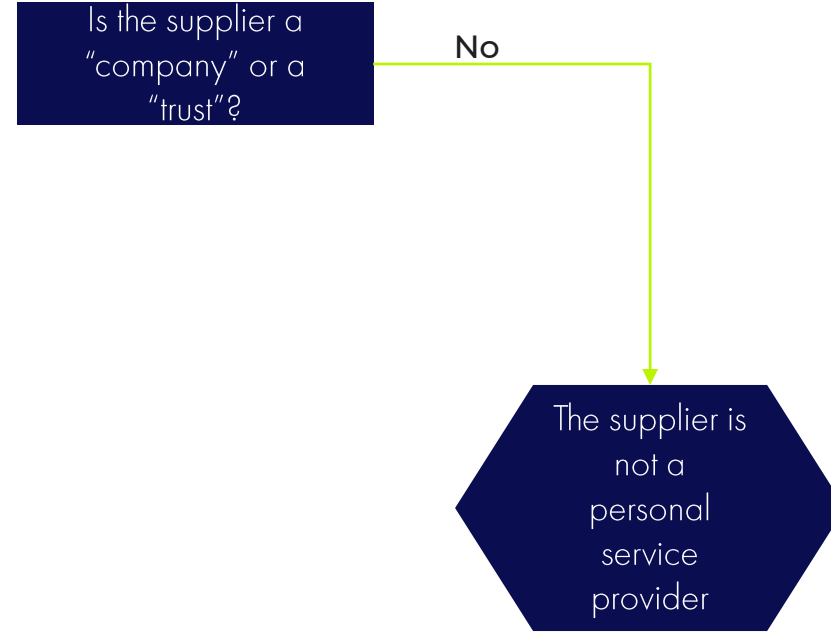 Is the supplier a
“company” or a
“trust”?
No
The supplier is
not a
personal
service
provider